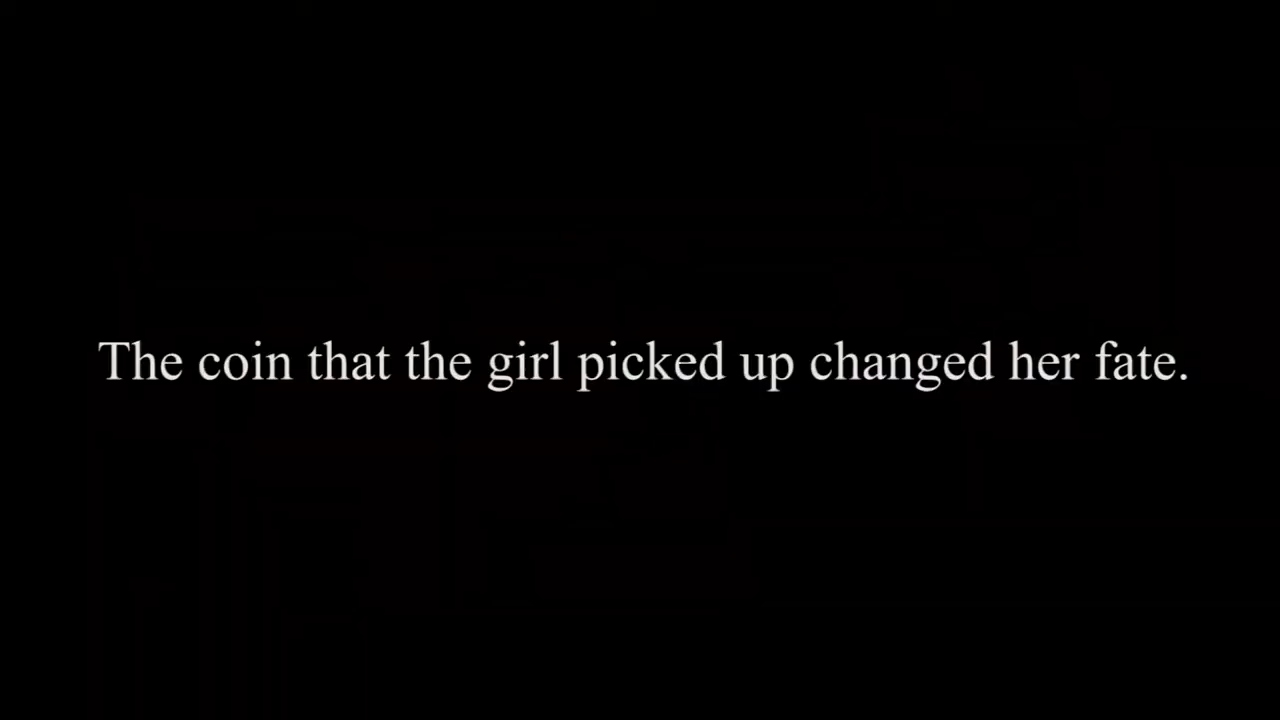 The coin that the girl picked up changed her fate.